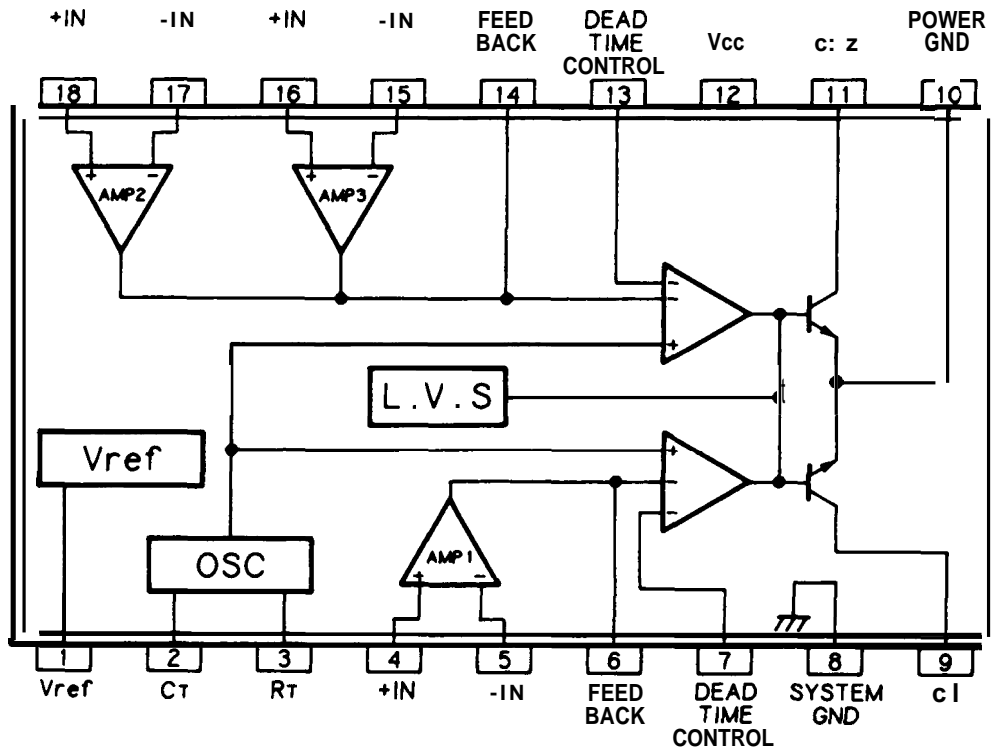 +IN
-IN
+IN
-IN
FEED
BACK
DEAD
TIME
CONTROL
Vcc
c: z
POWER
GND
18
17
16
15
14
13
12
11
10
+ -
AMP2
+ -
AMP3
-
-
+
L.V.S
Vref
+
-
-
OSC
AMP1
+ -
1
2
3
4
5
6
7
8
9
Vref
CT
RT
+IN
-IN
FEED
BACK
DEAD
TIME
CONTROL
SYSTEM
GND
cl